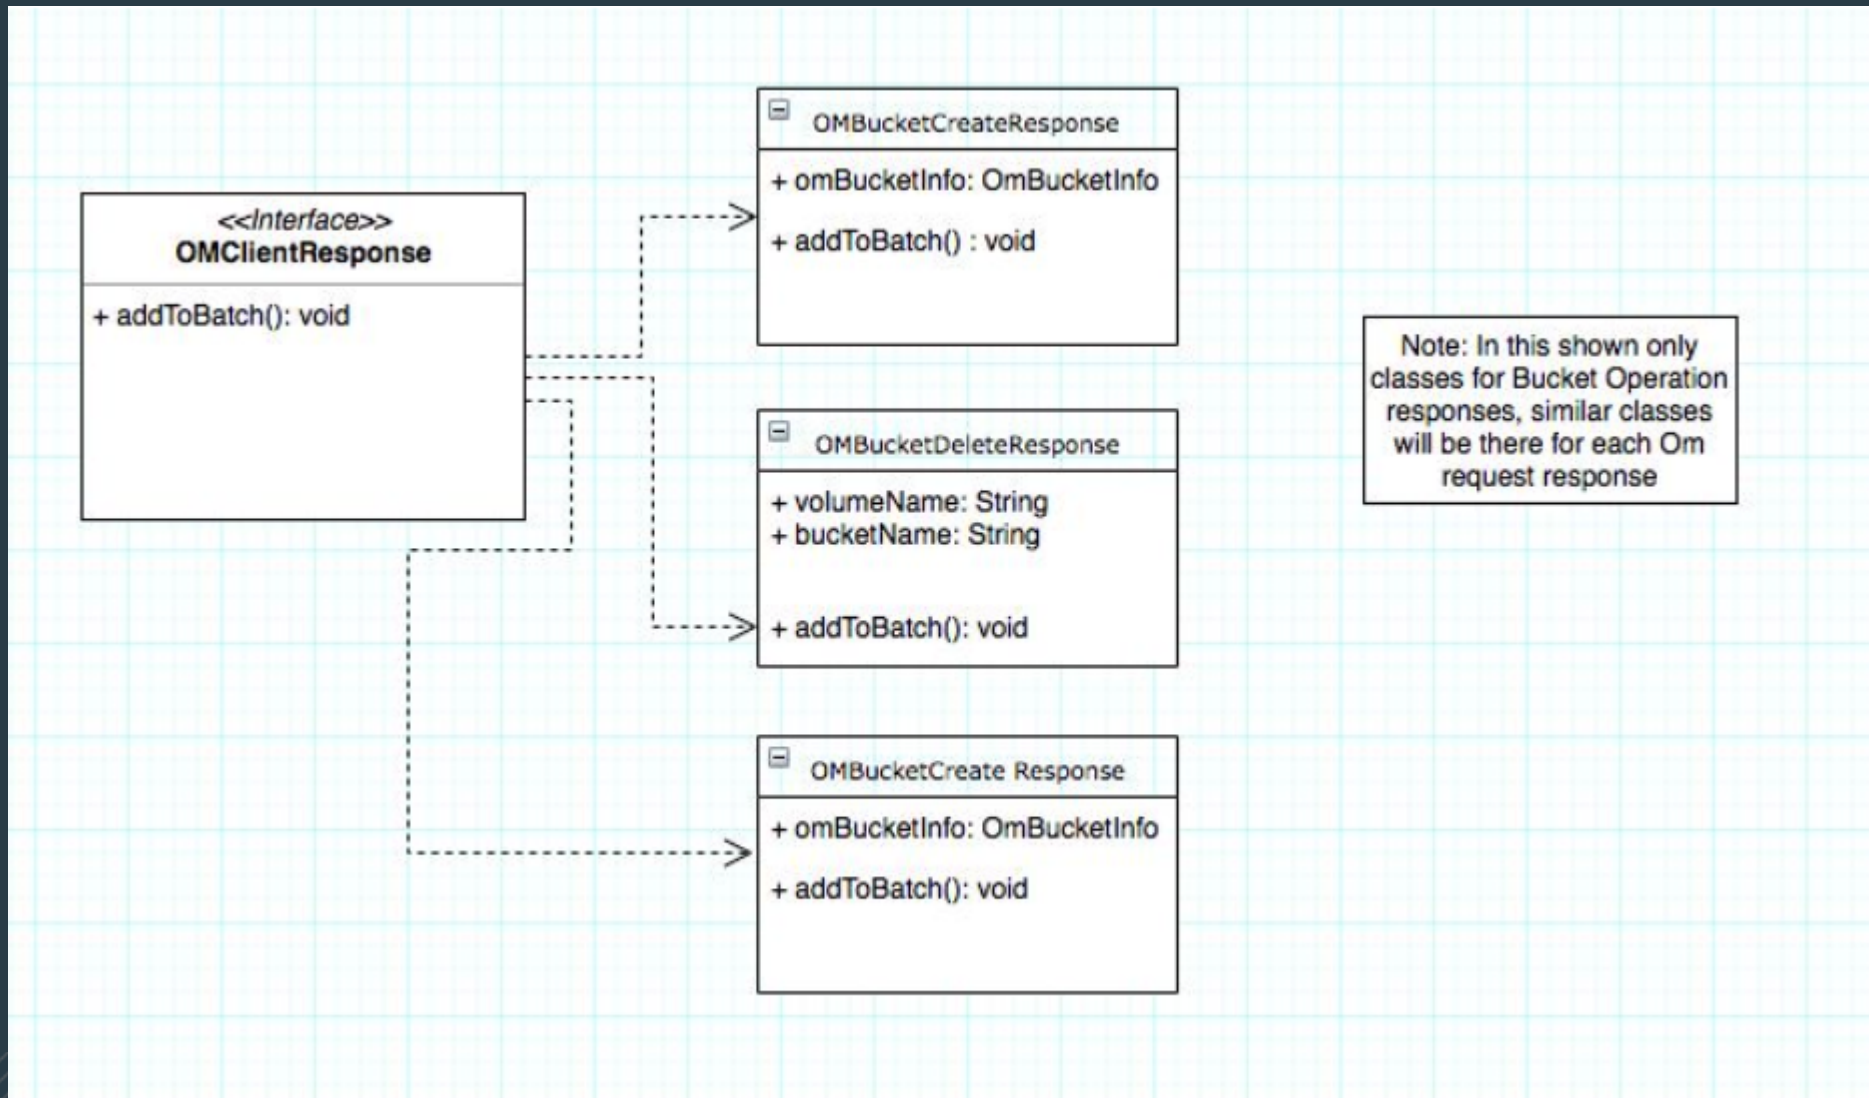 <<Interface>>
OMClientResponse
+ addToBatch(): void
OMBucketCreateResponse
+ omBucketInfo: OmBucketInfo
+ addToBatch() : void
OMBucketDeleteResponse
+ volumeName: String
+ bucketName: String
+ addToBatch(): void
OMBucketCreate Response
+ omBucketInfo: OmBucketInfo
+ addToBatch(): void
Note: In this shown only
classes for Bucket Operation
responses, similar classes
will be there for each Om
request response